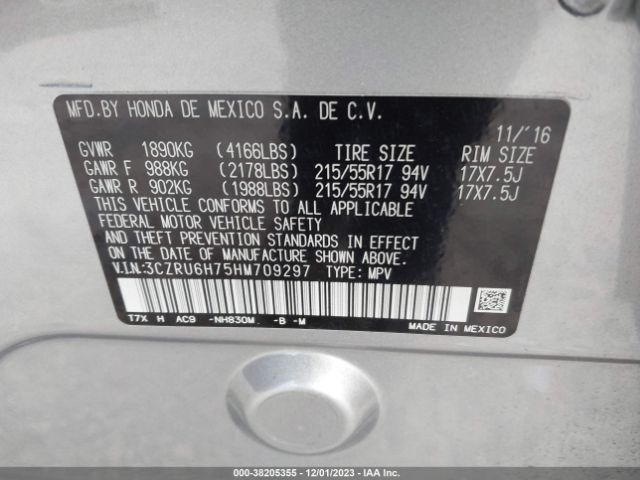 MFD.BY HONDA DE MEXICO S.A. DE C.V.
11/'16
GVWR 1890KG (4166LBS) TIRE SIZE RIM SIZE
GAWR F 988KG (2178LBS) 215/55R17 94V 17X7.5J
GAWR R 902KG (1988LBS) 215/55R17 94V 17X7.5J
THIS VEHICLE CONFORMS TO ALL APPLICABLE
FEDERAL MOTOR VEHICLE SAFETY
AND THEFT PREVENTION STANDARDS IN EFFECT
ON THE DATE OF MANUFACTURE SHOWN ABOVE.
V.I.N:3CZRU6H75HM709297 TYPE: MPV
T7X H AC9 -NH830M -B -M
MADE IN MEXICO
000-38205355 • 12/01/2023 • IAA Inc.